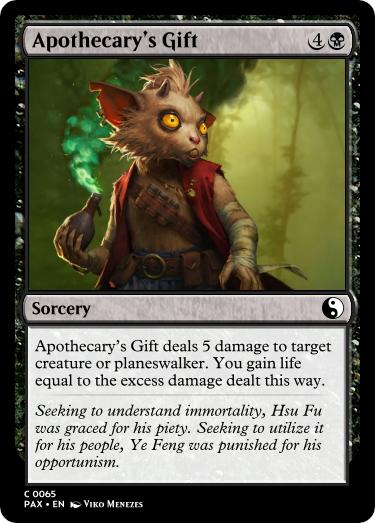 Apothecary's Gift 4
Sorcery
Apothecary's Gift deals 5 damage to target
creature or planeswalker. You gain life
equal to the excess damage dealt this way.
Seeking to understand immortality, Hsu Fu
was graced for his piety. Seeking to utilize it
for his people, Ye Feng was punished for his
opportunism.
C 0065
PAX • EN Viko Menezes